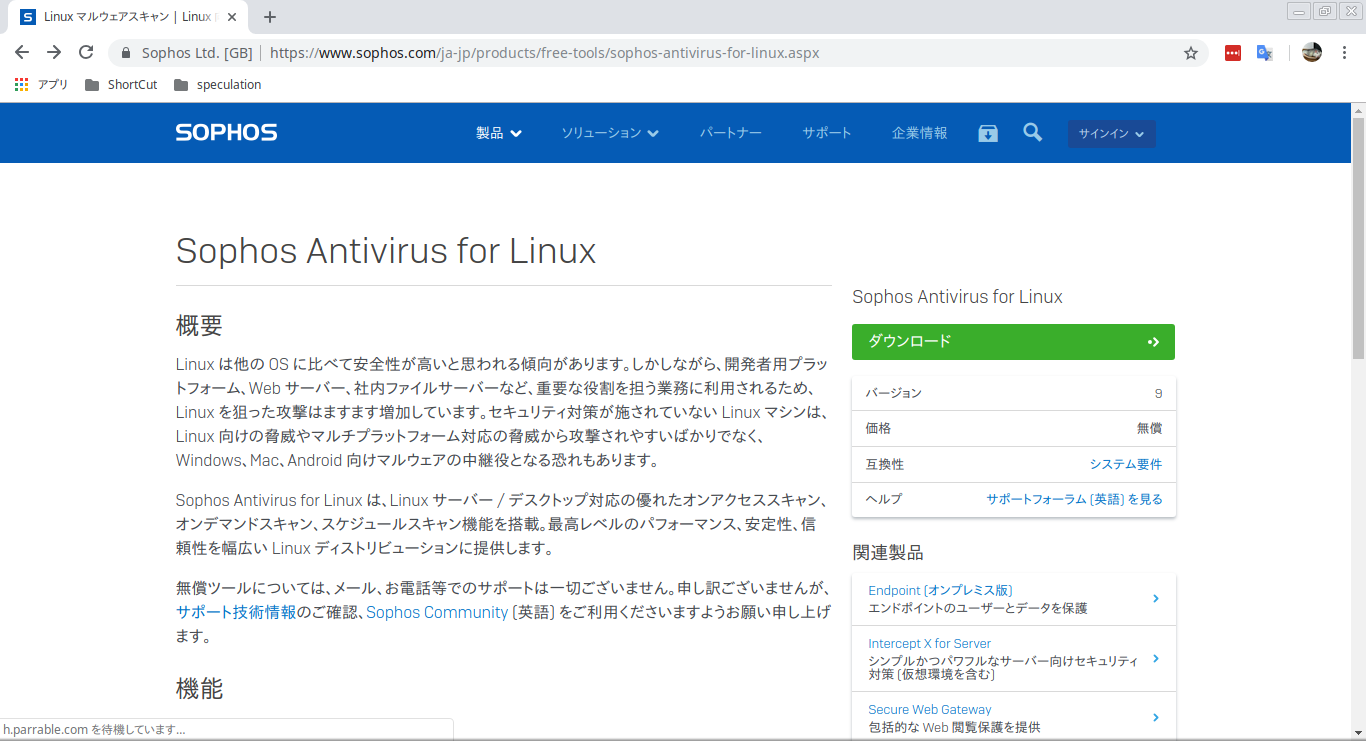 Linux マルウェアスキャン | Linux
Sophos Ltd. [GB] | https://www.sophos.com/ja-jp/products/free-tools/sophos-antivirus-for-linux.aspx
アプリ ShortCut speculation
SOPHOS 製品 ソリューション パートナー サポート 企業情報 サインイン
Sophos Antivirus for Linux
概要
Linux は他の OS に比べて安全性が高いと思われる傾向があります。しかしながら、開発者用プラッ
トフォーム、Web サーバー、社内ファイルサーバーなど、重要な役割を担う業務に利用されるため、
Linux を狙った攻撃はますます増加しています。セキュリティ対策が施されていない Linux マシンは、
Linux 向けの脅威やマルチプラットフォーム対応の脅威から攻撃されやすいばかりでなく、
Windows、Mac、Android 向けマルウェアの中継役となる恐れもあります。
Sophos Antivirus for Linux は、Linux サーバー / デスクトップ対応の優れたオンアクセススキャン、
オンデマンドスキャン、スケジュールスキャン機能を搭載。最高レベルのパフォーマンス、安定性、信
頼性を幅広い Linux ディストリビューションに提供します。
無償ツールについては、メール、お電話等でのサポートは一切ございません。申し訳ございませんが、
サポート技術情報のご確認、Sophos Community (英語) をご利用くださいますようお願い申し上げ
ます。
機能
Sophos Antivirus for Linux
ダウンロード
バージョン 9
価格 無償
互換性 システム要件
ヘルプ サポートフォーラム (英語) を見る
関連製品
Endpoint (オンプレミス版)
エンドポイントのユーザーとデータを保護
Intercept X for Server
シンプルかつパワフルなサーバー向けセキュリティ
対策 (仮想環境を含む)
Secure Web Gateway
包括的な Web 閲覧保護を提供
h.parrable.com を待機しています...